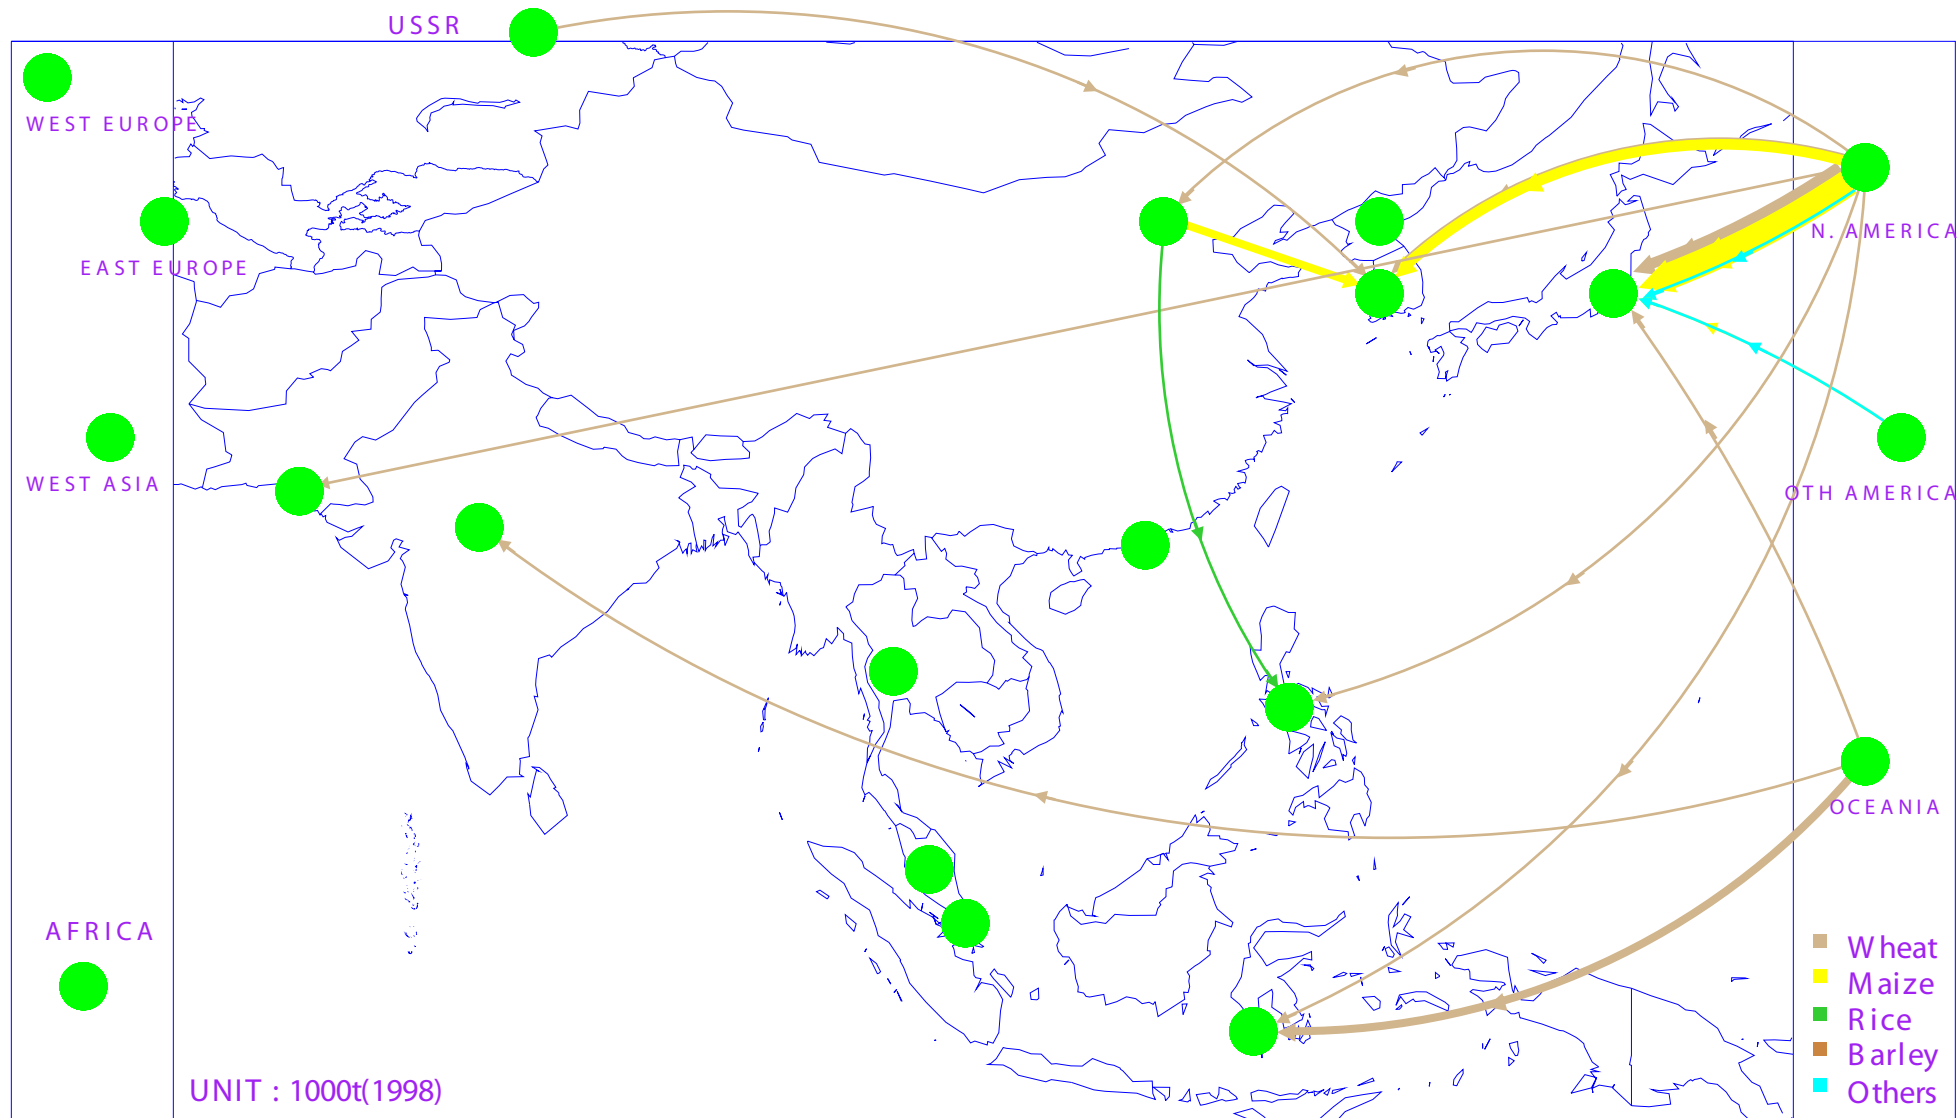 USSR
WEST EUROPE
N. AMERICA
EAST EUROPE
WEST ASIA
OTH AMERICA
OCEANIA
AFRICA
Wheat
Maize
Rice
Barley
Others
UNIT : 1000t(1998)